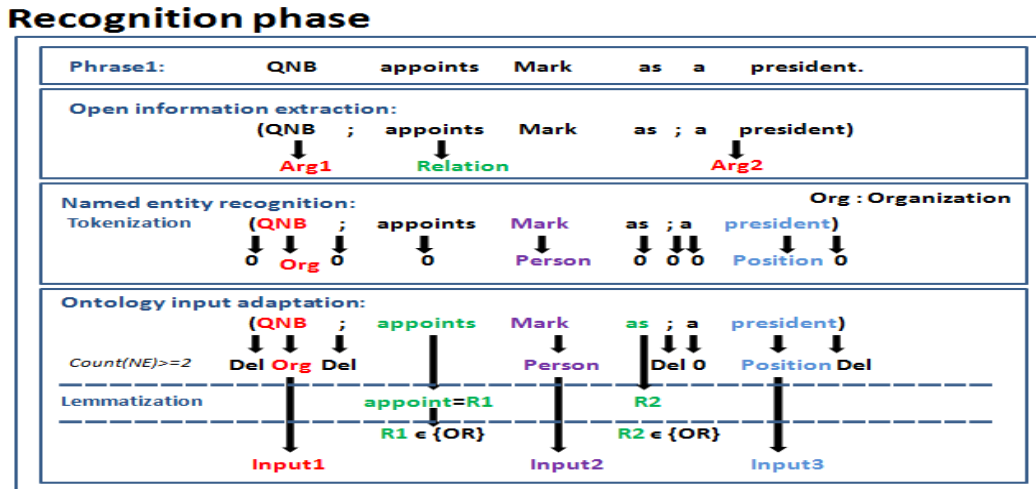 Recognition phase
Phrase1: QNB appoints Mark as a president.
Open information extraction:
(QNB ; appoints Mark as ; a president)
Arg1 Relation Arg2
Named entity recognition: Org : Organization
Tokenization (QNB ; appoints Mark as ; a president)
0 Org 0 0 Person 0 0 0 Position 0
Ontology input adaptation:
(QNB ; appoints Mark as ; a president)
Count(NE)>=2 Del Org Del Person Del 0 Position Del
Lemmatization appoint=R1 R2
R1 ϵ {OR} R2 ϵ {OR}
Input1 Input2 Input3